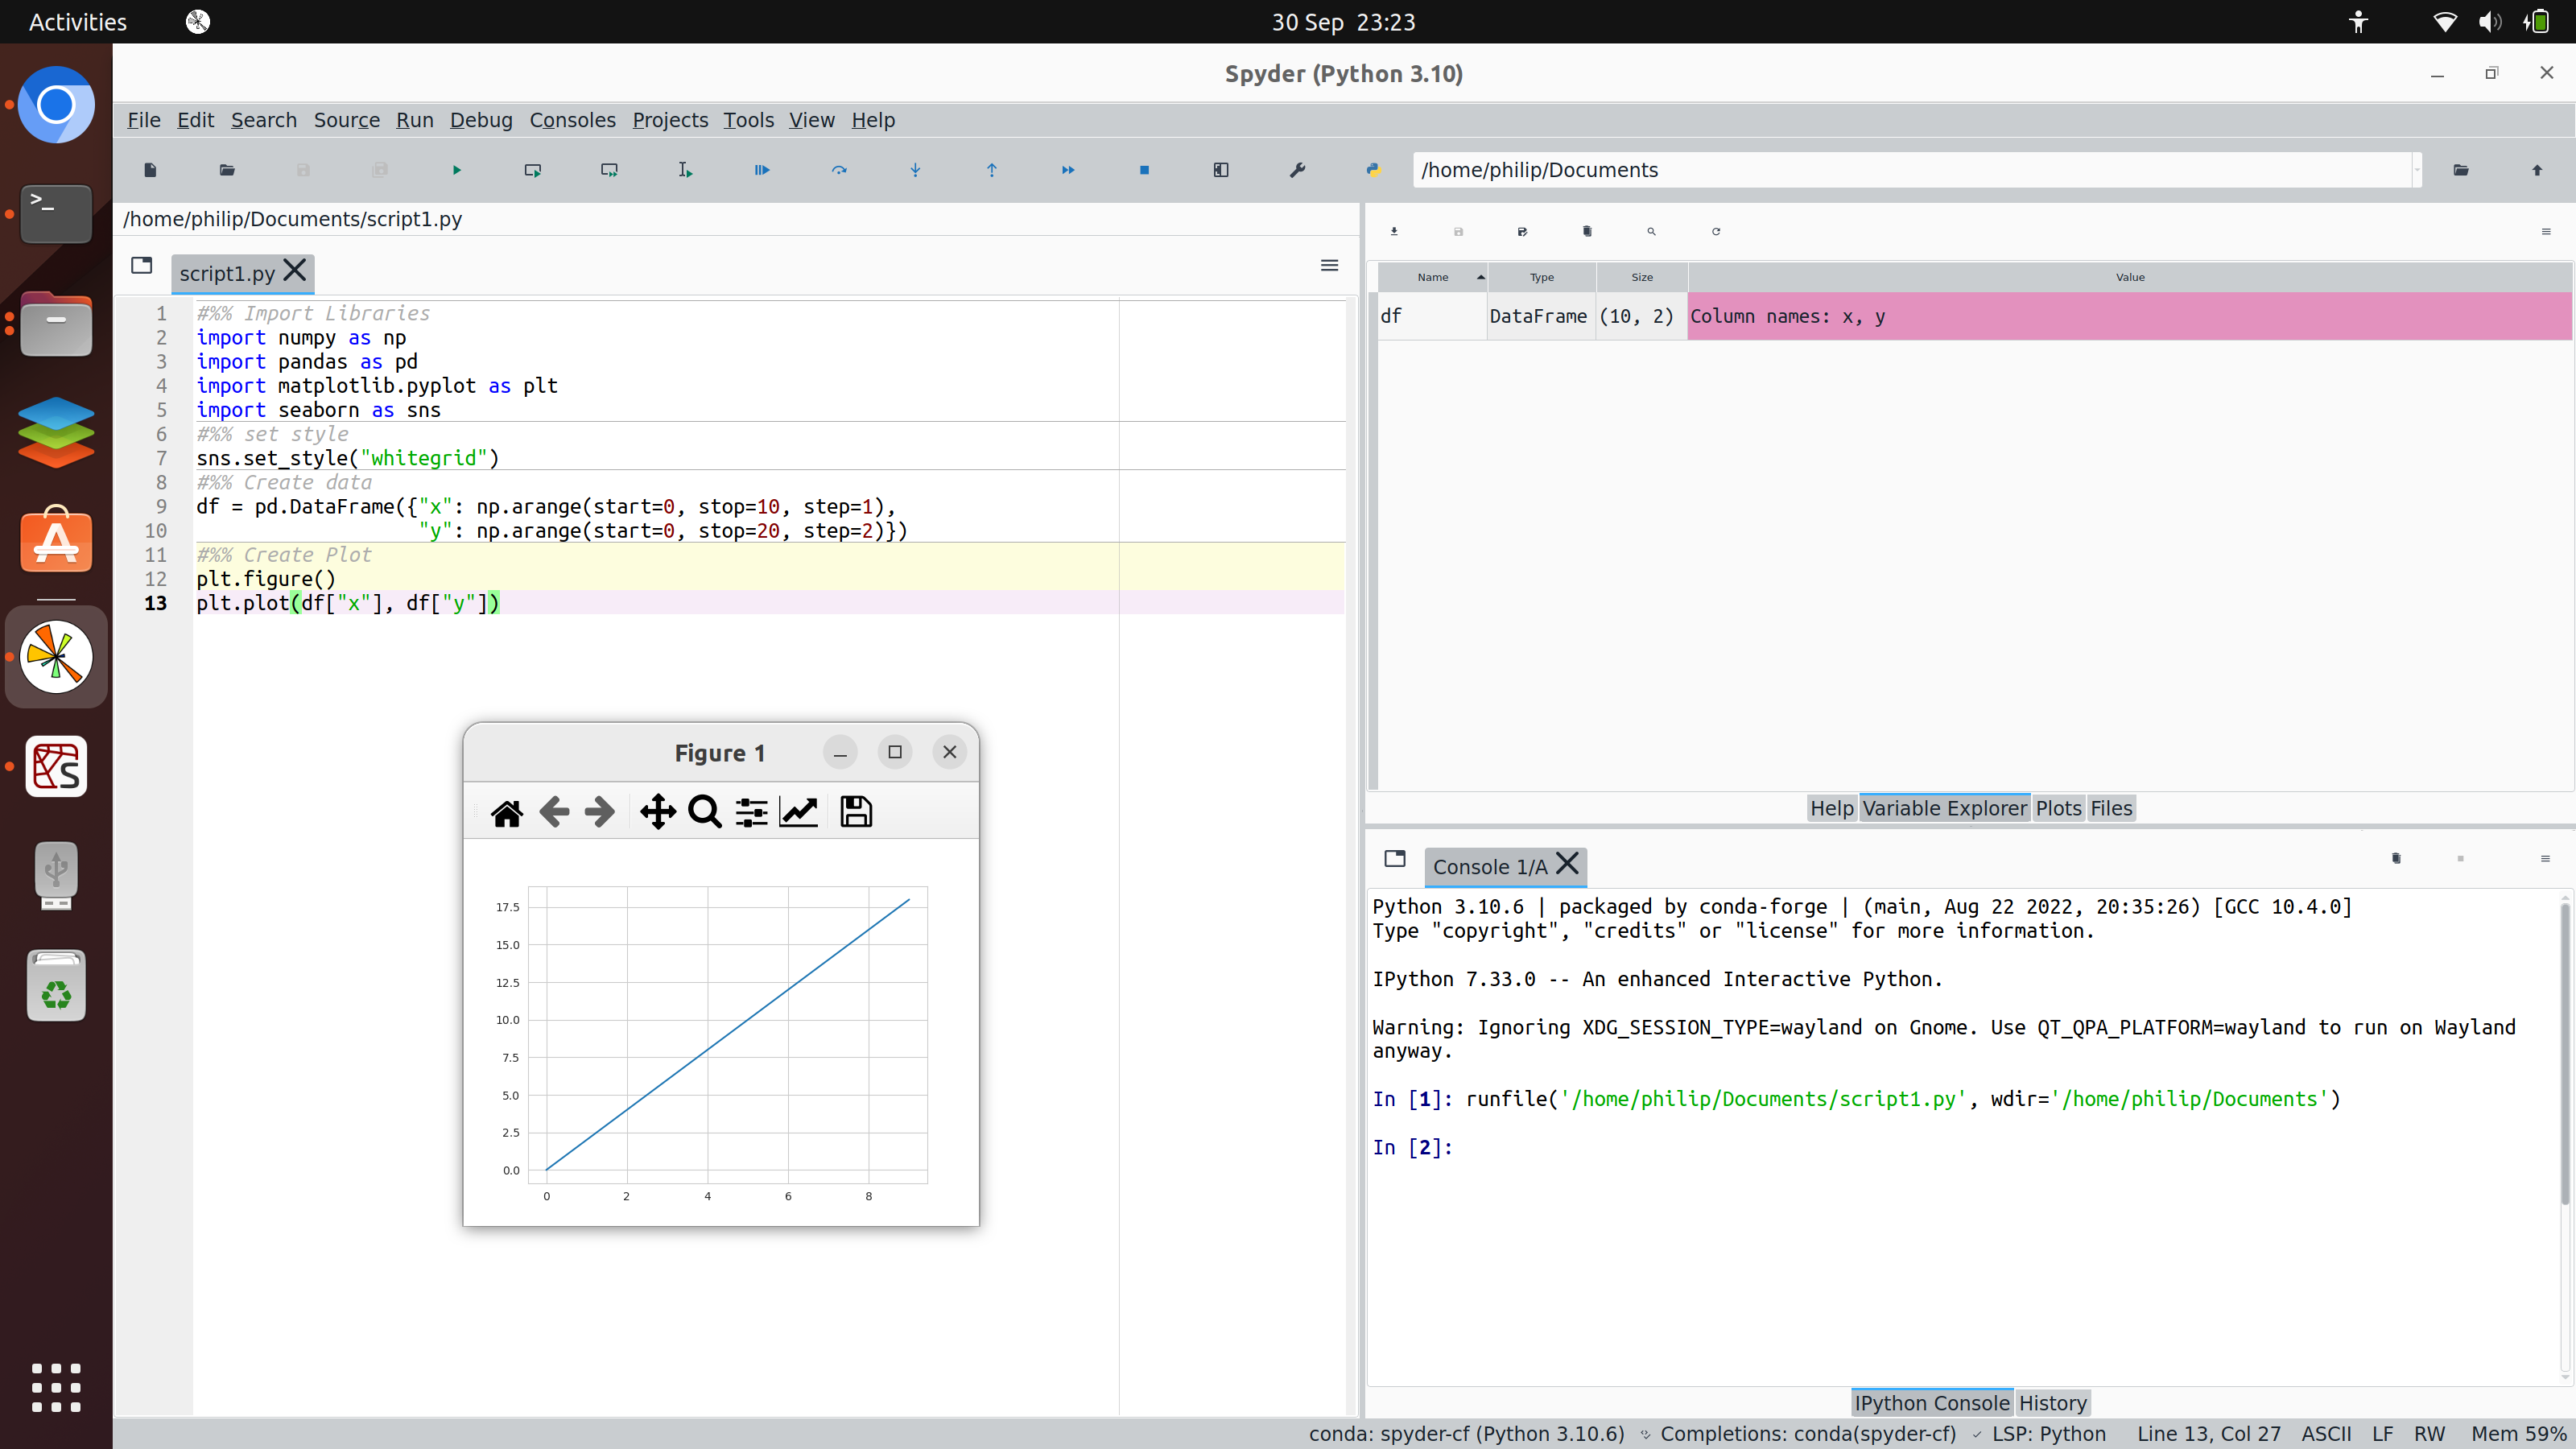 Activities
30 Sep 23:23
Spyder (Python 3.10)
File Edit Search Source Run Debug Consoles Projects Tools View Help
/home/philip/Documents
/home/philip/Documents/script1.py
script1.py
1 #%% Import Libraries
2 import numpy as np
3 import pandas as pd
4 import matplotlib.pyplot as plt
5 import seaborn as sns
6 #%% set style
7 sns.set_style("whitegrid")
8 #%% Create data
9 df = pd.DataFrame({"x": np.arange(start=0, stop=10, step=1),
10 "y": np.arange(start=0, stop=20, step=2)})
11 #%% Create Plot
12 plt.figure()
13 plt.plot(df["x"], df["y"])
Figure 1
17.5
15.0
12.5
10.0
7.5
5.0
2.5
0.0
0 2 4 6 8
Name Type Size Value
df DataFrame (10, 2) Column names: x, y
Help Variable Explorer Plots Files
Console 1/A
Python 3.10.6 | packaged by conda-forge | (main, Aug 22 2022, 20:35:26) [GCC 10.4.0]
Type "copyright", "credits" or "license" for more information.
IPython 7.33.0 -- An enhanced Interactive Python.
Warning: Ignoring XDG_SESSION_TYPE=wayland on Gnome. Use QT_QPA_PLATFORM=wayland to run on Wayland
anyway.
In [1]: runfile('/home/philip/Documents/script1.py', wdir='/home/philip/Documents')
In [2]:
IPython Console History
conda: spyder-cf (Python 3.10.6) Completions: conda(spyder-cf) LSP: Python Line 13, Col 27 ASCII LF RW Mem 59%